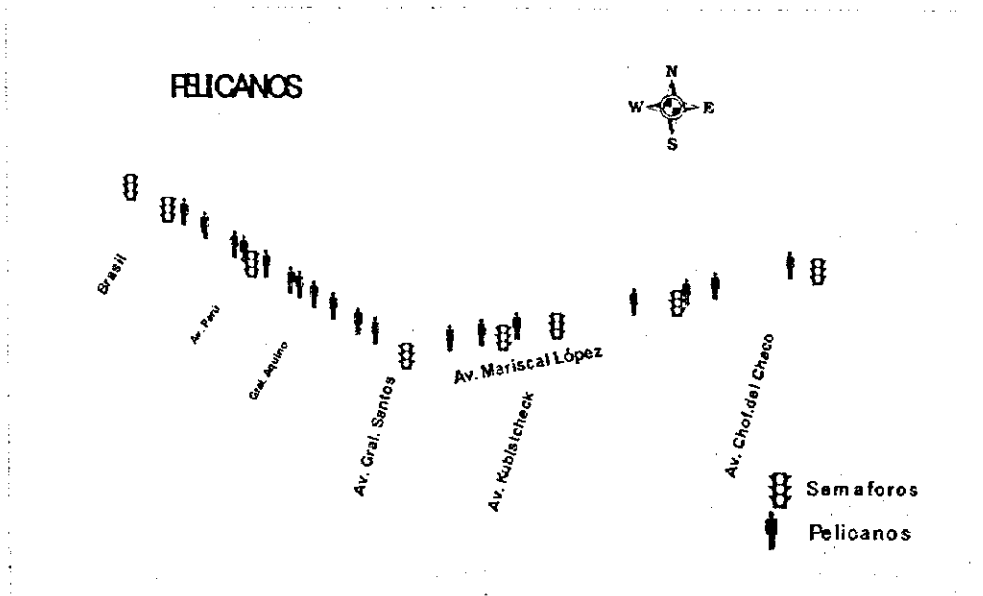 PELICANOS
N
W E
S
Brasil
Av. Perú
Gral. Aquino
Av. Gral. Santos
Av. Mariscal López
Av. Kubistcheck
Av. Chof.del Chaco
Semaforos
Pelicanos